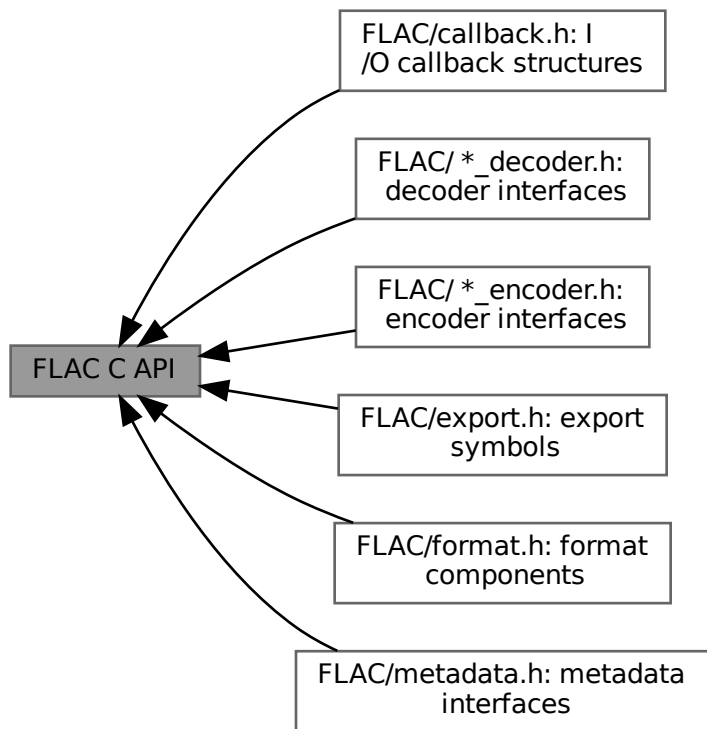 FLAC/callback.h: I
/O callback structures
FLAC/ *_decoder.h:
decoder interfaces
FLAC/ *_encoder.h:
encoder interfaces
FLAC C API
FLAC/export.h: export
symbols
FLAC/format.h: format
components
FLAC/metadata.h: metadata
interfaces